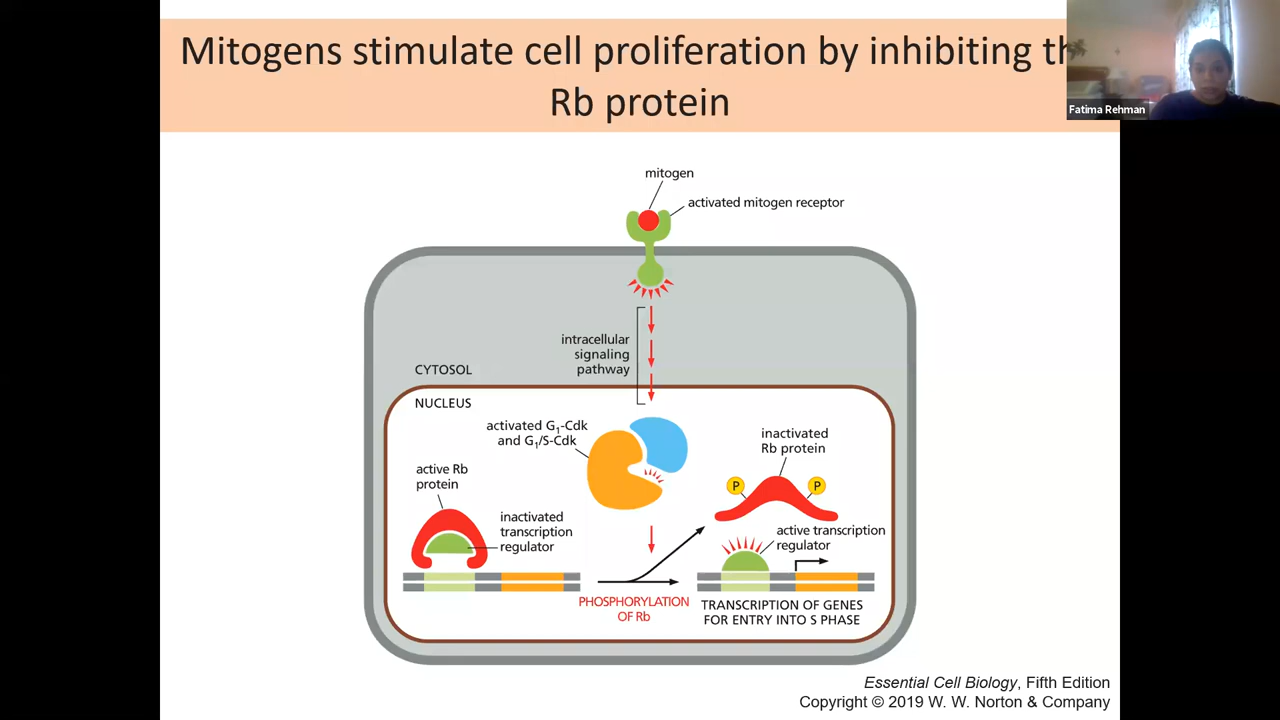 Mitogens stimulate cell proliferation by inhibiting
Rb protein
Fatima Rehman
mitogen
activated mitogen receptor
intracellular
signaling
pathway
CYTOSOL
NUCLEUS
activated G1-Cdk
and G1/S-Cdk
inactivated
Rb protein
active Rb
protein
P
P
inactivated
transcription
regulator
active transcription
regulator
PHOSPHORYLATION
OF Rb
TRANSCRIPTION OF GENES
FOR ENTRY INTO S PHASE
Essential Cell Biology, Fifth Edition
Copyright © 2019 W. W. Norton & Company